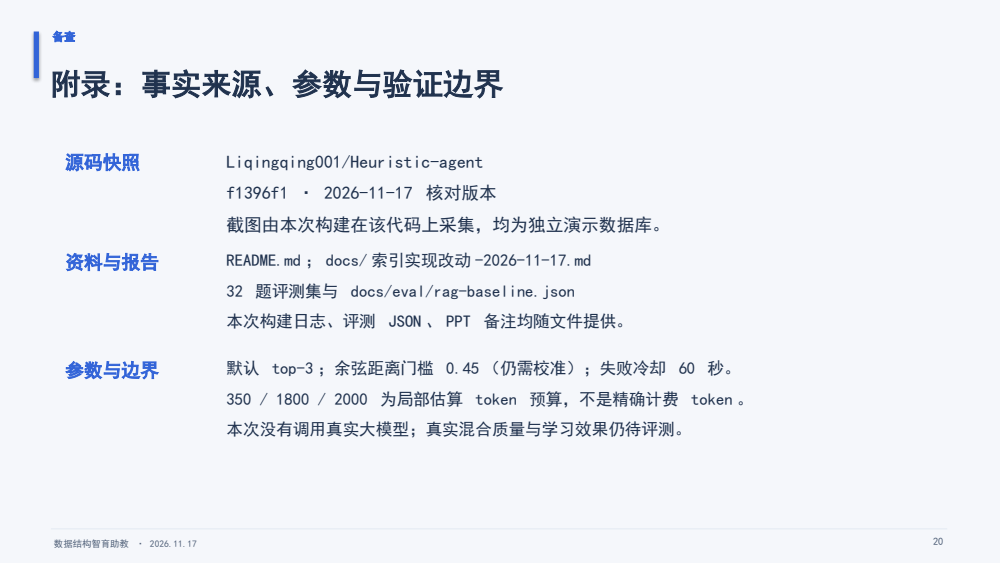 备查
附录：事实来源、参数与验证边界
源码快照
Liqingqing001/Heuristic-agent
f1396f1 · 2026-11-17 核对版本
截图由本次构建在该代码上采集，均为独立演示数据库。
资料与报告
README.md；docs/索引实现改动-2026-11-17.md
32 题评测集与 docs/eval/rag-baseline.json
本次构建日志、评测 JSON、PPT 备注均随文件提供。
参数与边界
默认 top-3；余弦距离门槛 0.45（仍需校准）；失败冷却 60 秒。
350 / 1800 / 2000 为局部估算 token 预算，不是精确计费 token。
本次没有调用真实大模型；真实混合质量与学习效果仍待评测。
数据结构智育助教 · 2026.11.17
20